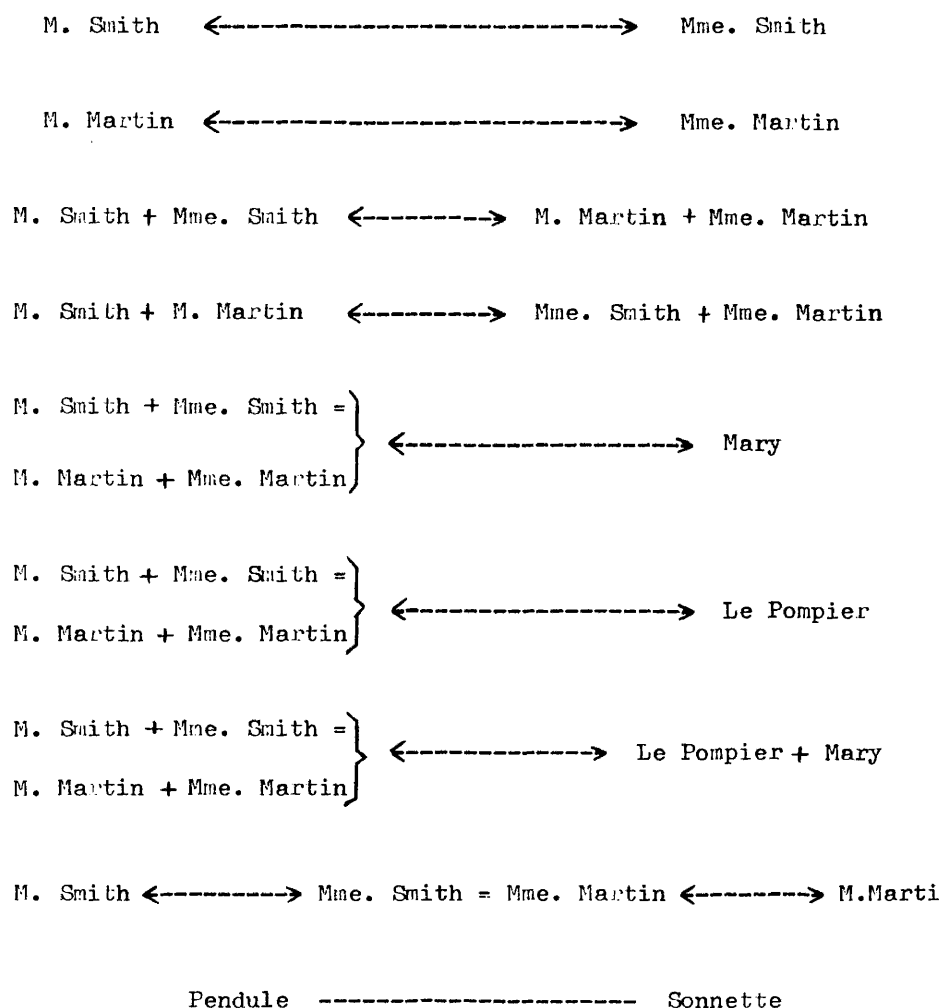 M. Smith <-----------------------------> Mme. Smith
M. Martin <-----------------------------> Mme. Martin
M. Smith + Mme. Smith <---------> M. Martin + Mme. Martin
M. Smith + M. Martin <---------> Mme. Smith + Mme. Martin
M. Smith + Mme. Smith =
M. Martin + Mme. Martin} <--------------------> Mary
M. Smith + Mme. Smith =
M. Martin + Mme. Martin} <--------------------> Le Pompier
M. Smith + Mme. Smith =
M. Martin + Mme. Martin} <--------------> Le Pompier + Mary
M. Smith <---------> Mme. Smith = Mme. Martin <--------> M.Marti
Pendule --------------------- Sonnette